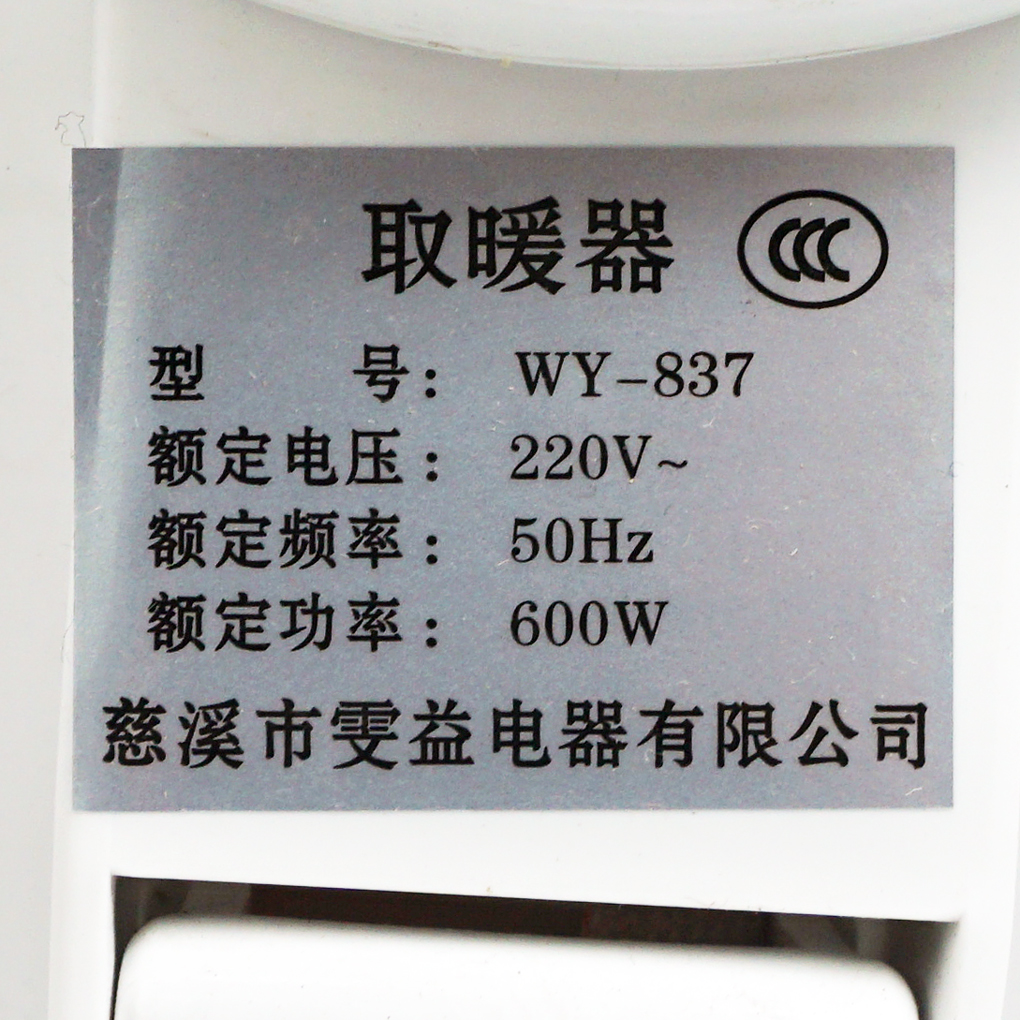 取暖器 CCC
型号： WY-837
额定电压： 220V~
额定频率： 50Hz
额定功率： 600W
慈溪市雯益电器有限公司